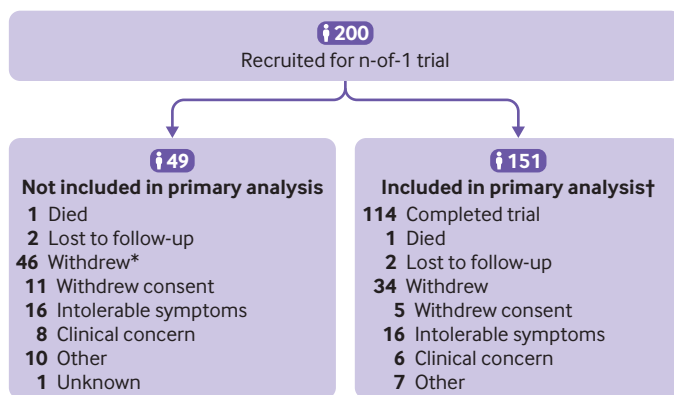 200
Recruited for n-of-1 trial
49
Not included in primary analysis
1 Died
2 Lost to follow-up
46 Withdrew*
11 Withdrew consent
16 Intolerable symptoms
8 Clinical concern
10 Other
1 Unknown
151
Included in primary analysis†
114 Completed trial
1 Died
2 Lost to follow-up
34 Withdrew
5 Withdrew consent
16 Intolerable symptoms
6 Clinical concern
7 Other